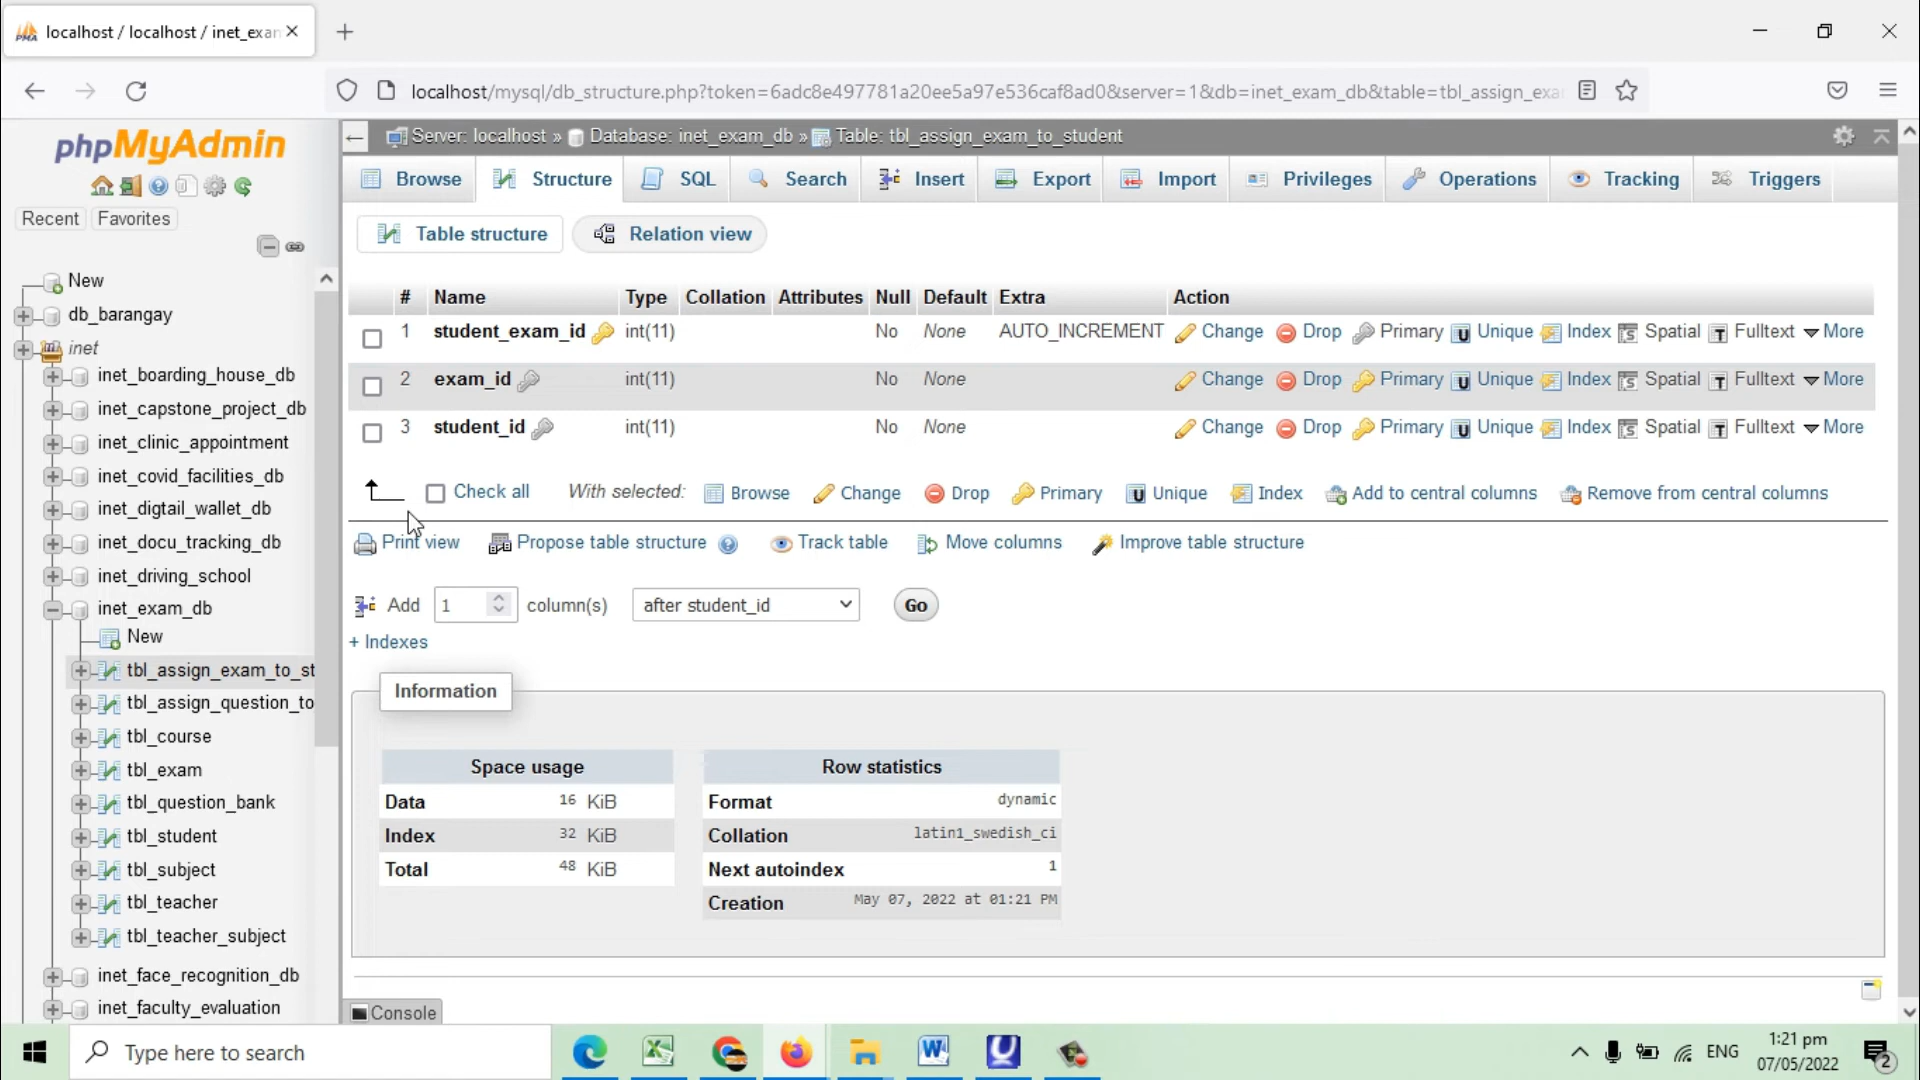 localhost / localhost / inet_exan
localhost/mysql/db_structure.php?token=6adc8e497781a20ee5a97e536caf8ad0&server=1&db=inet_exam_db&table=tbl_assign_exa
phpMyAdmin
Recent Favorites
New
db_barangay
inet
inet_boarding_house_db
inet_capstone_project_db
inet_clinic_appointment
inet_covid_facilities_db
inet_digtail_wallet_db
inet_docu_tracking_db
inet_driving_school
inet_exam_db
New
tbl_assign_exam_to_st
tbl_assign_question_to
tbl_course
tbl_exam
tbl_question_bank
tbl_student
tbl_subject
tbl_teacher
tbl_teacher_subject
inet_face_recognition_db
inet_faculty_evaluation
Server: localhost » Database: inet_exam_db » Table: tbl_assign_exam_to_student
Browse Structure SQL Search Insert Export Import Privileges Operations Tracking Triggers
Table structure Relation view
# Name Type Collation Attributes Null Default Extra Action
1 student_exam_id int(11) No None AUTO_INCREMENT Change Drop Primary Unique Index Spatial Fulltext More
2 exam_id int(11) No None Change Drop Primary Unique Index Spatial Fulltext More
3 student_id int(11) No None Change Drop Primary Unique Index Spatial Fulltext More
Check all With selected: Browse Change Drop Primary Unique Index Add to central columns Remove from central columns
Print view Propose table structure Track table Move columns Improve table structure
Add 1 column(s) after student_id Go
+ Indexes
Information
Space usage
Data 16 KiB
Index 32 KiB
Total 48 KiB
Row statistics
Format dynamic
Collation latin1_swedish_ci
Next autoindex 1
Creation May 07, 2022 at 01:21 PM
Console
Type here to search
ENG
1:21 pm
07/05/2022
2